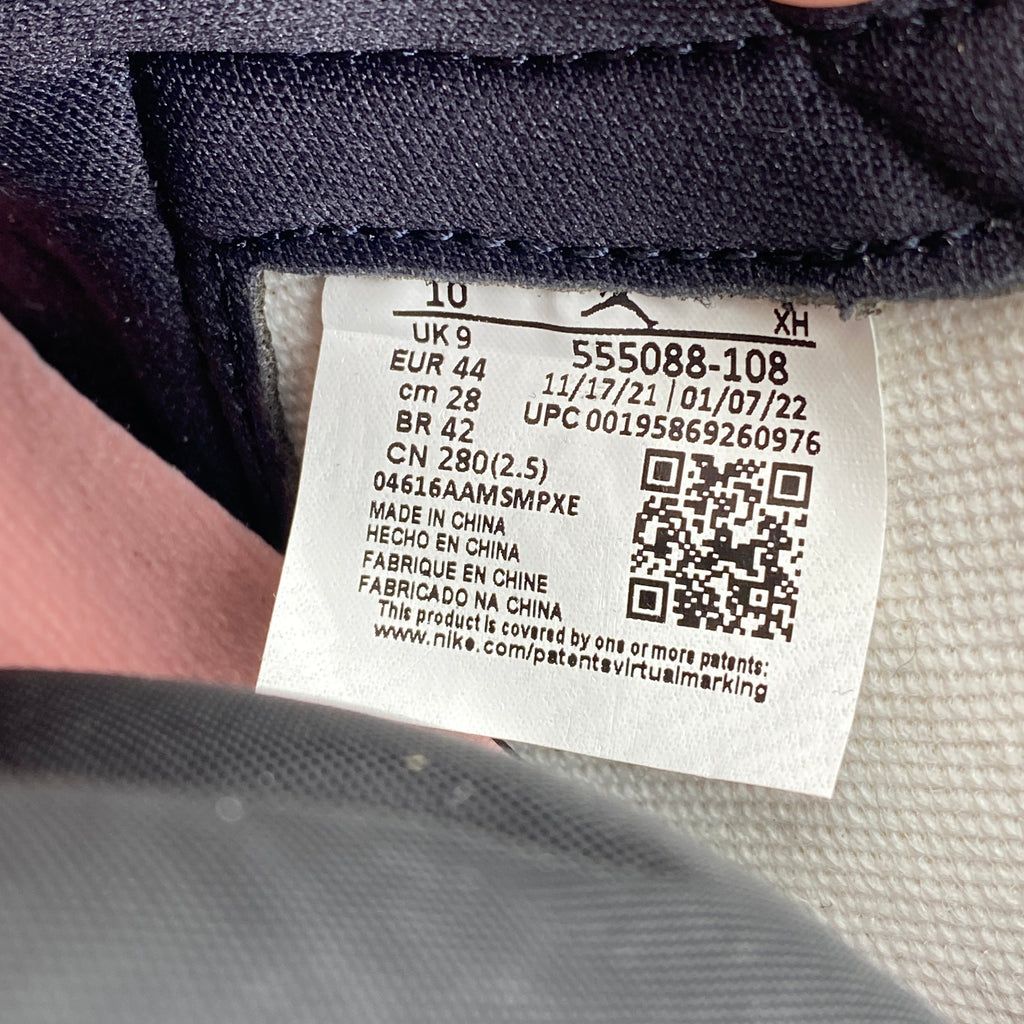 10
XH
UK 9
EUR 44
cm 28
BR 42
CN 280(2.5)
04616AAMSMPXE
555088-108
11/17/21 | 01/07/22
UPC 00195869260976
MADE IN CHINA
HECHO EN CHINA
FABRIQUE EN CHINE
FABRICADO NA CHINA
This product is covered by one or more patents:
www.nike.com/patentsvirtualmarking